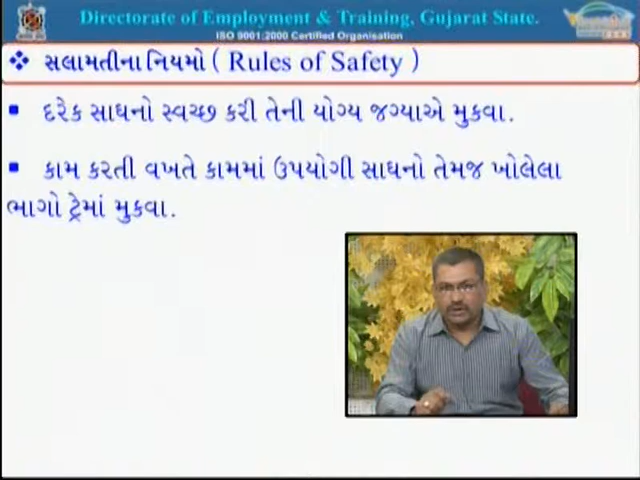 Directorate of Employment & Training, Gujarat State.
ISO 9001:2000 Certified Organisation
❖ સલામતીના નિયમો ( Rules of Safety )
▪ દરેક સાધનો સ્વચ્છ કરી તેની યોગ્ય જગ્યાએ મુકવા.
▪ કામ કરતી વખતે કામમાં ઉપયોગી સાધનો તેમજ ખોલેલા
ભાગો ટ્રેમાં મુકવા.